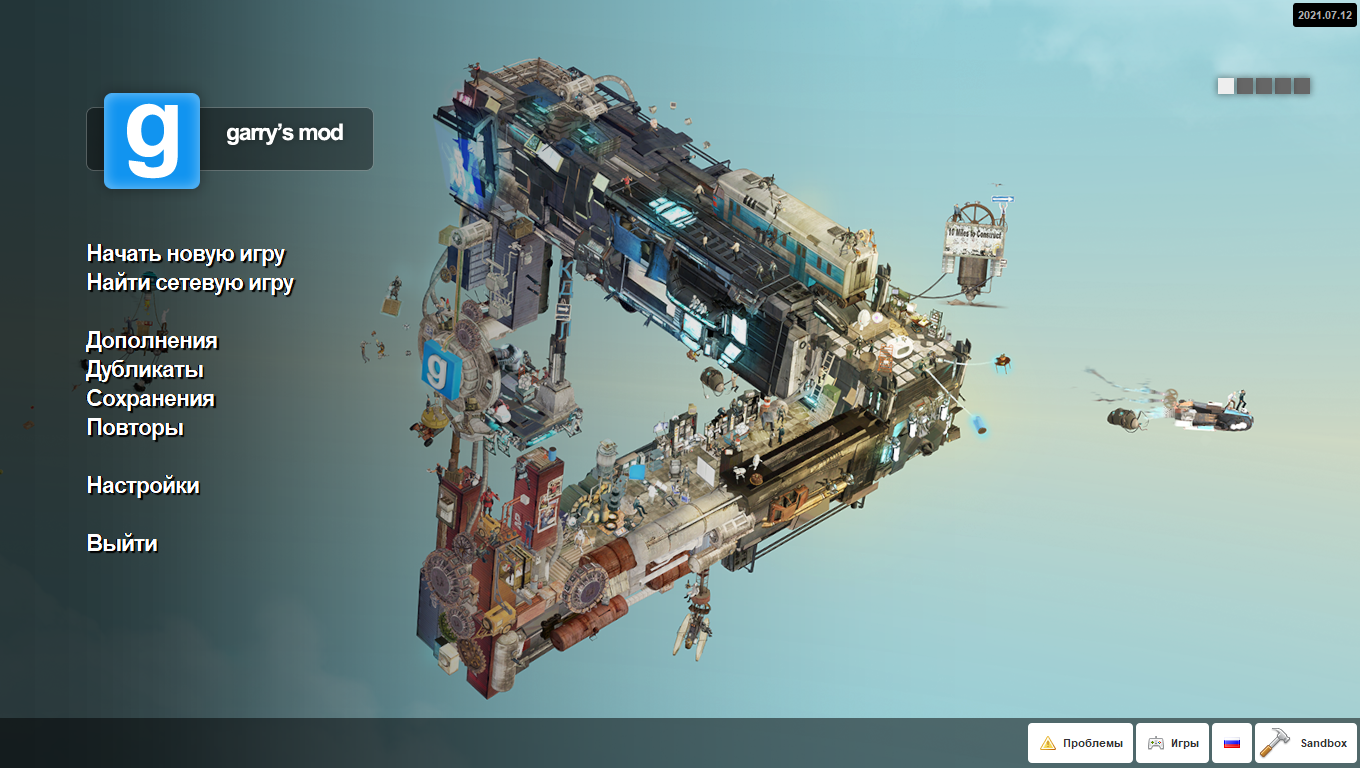 2021.07.12
g garry's mod
Начать новую игру
Найти сетевую игру
Дополнения
Дубликаты
Сохранения
Повторы
Настройки
Выйти
10 Miles to Construct
g
Проблемы Игры Sandbox